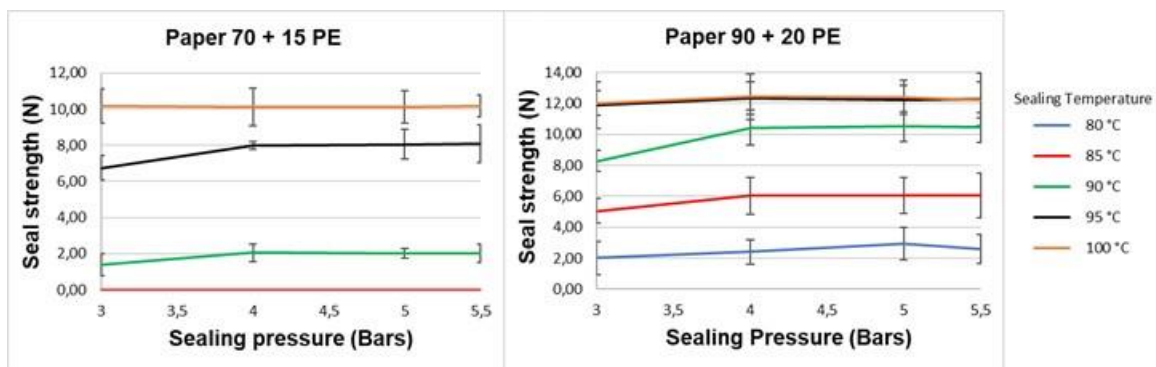 Paper 70 + 15 PE
12,00
10,00
8,00
6,00
4,00
2,00
0,00
Seal strength (N)
3
3,5
4
4,5
5
5,5
Sealing pressure (Bars)
Paper 90 + 20 PE
14,00
12,00
10,00
8,00
6,00
4,00
2,00
0,00
Seal strength (N)
3
3,5
4
4,5
5
5,5
Sealing Pressure (Bars)
Sealing Temperature
80 °C
85 °C
90 °C
95 °C
100 °C